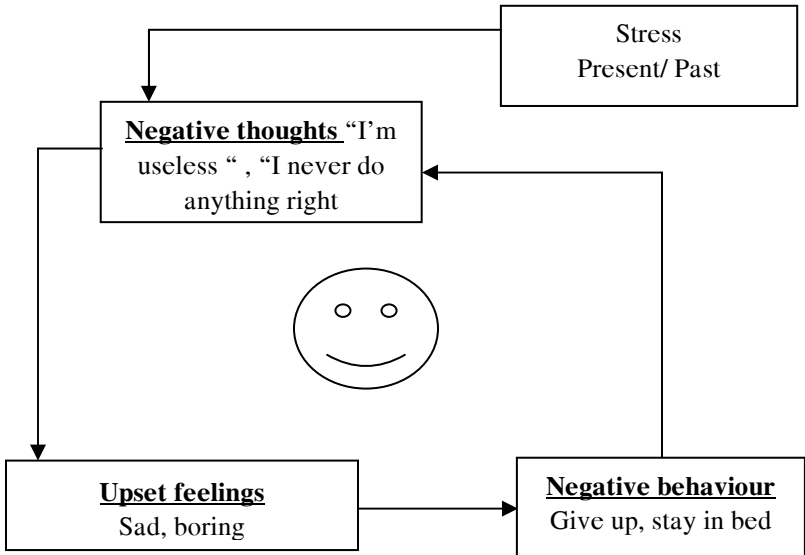 Stress
Present/ Past
Negative thoughts “I’m
useless “ , “I never do
anything right
Upset feelings
Sad, boring
Negative behaviour
Give up, stay in bed